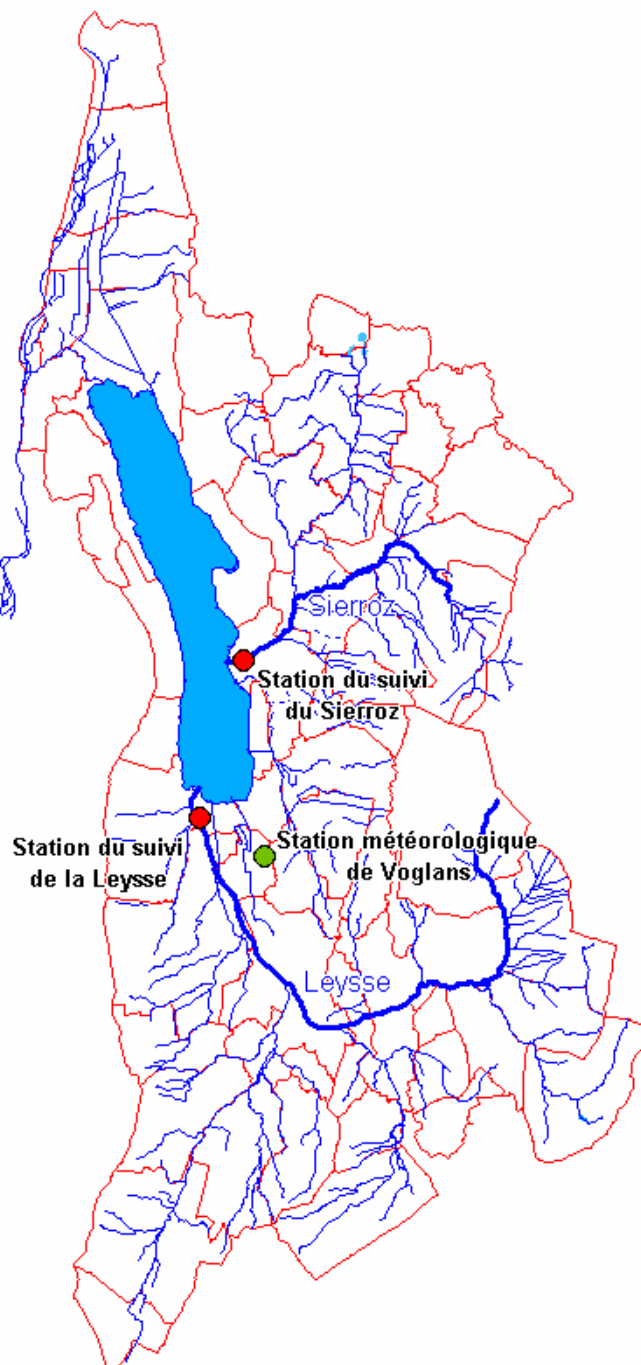 Sierroz
Station du suivi
du Sierroz
Station du suivi
de la Leysse
Station météorologique
de Voglans
Leysse